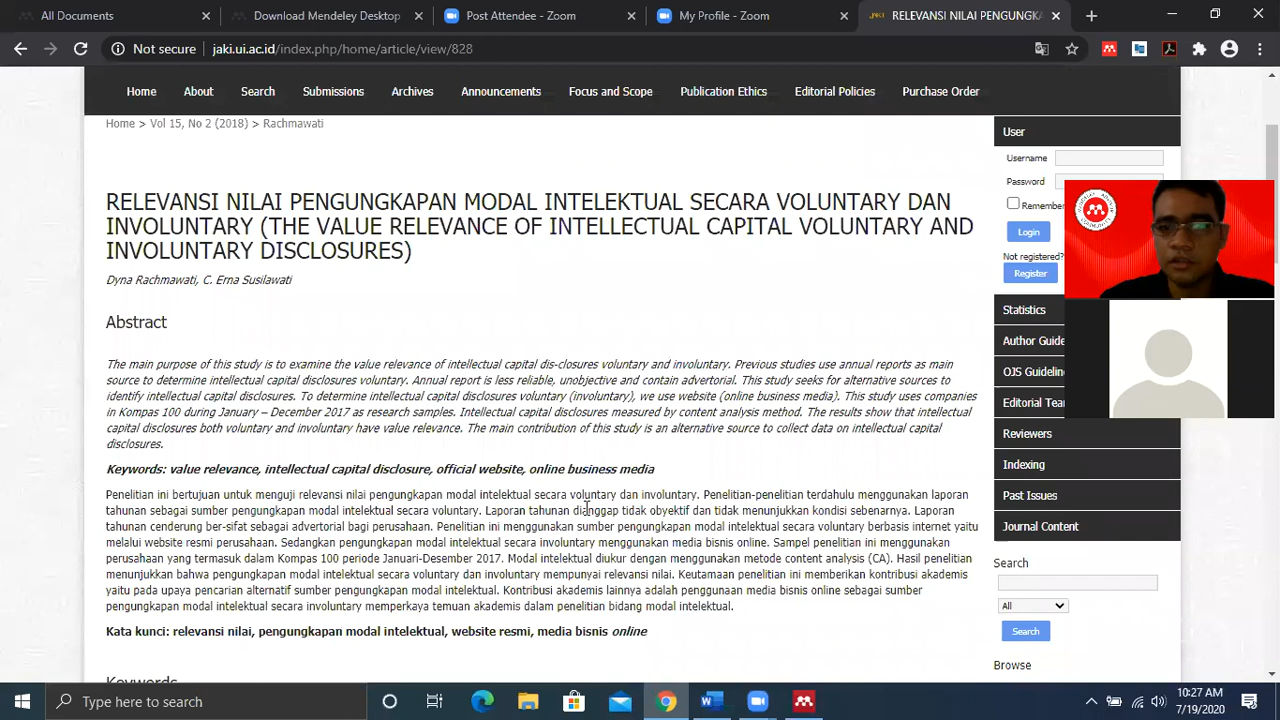 All Documents
Download Mendeley Desktop
Post Attendee - Zoom
My Profile - Zoom
RELEVANSI NILAI PENGUNGKA
Not secure
jaki.ui.ac.id/index.php/home/article/view/828
Home
About
Search
Submissions
Archives
Announcements
Focus and Scope
Publication Ethics
Editorial Policies
Purchase Order
Home > Vol 15, No 2 (2018) > Rachmawati
RELEVANSI NILAI PENGUNGKAPAN MODAL INTELEKTUAL SECARA VOLUNTARY DAN
INVOLUNTARY (THE VALUE RELEVANCE OF INTELLECTUAL CAPITAL VOLUNTARY AND
INVOLUNTARY DISCLOSURES)
Dyna Rachmawati, C. Erna Susilawati
Abstract
The main purpose of this study is to examine the value relevance of intellectual capital dis-closures voluntary and involuntary. Previous studies use annual reports as main
source to determine intellectual capital disclosures voluntary. Annual report is less reliable, unobjective and contain advertorial. This study seeks for alternative sources to
identify intellectual capital disclosures. To determine intellectual capital disclosures voluntary (involuntary), we use website (online business media). This study uses companies
in Kompas 100 during January – December 2017 as research samples. Intellectual capital disclosures measured by content analysis method. The results show that intellectual
capital disclosures both voluntary and involuntary have value relevance. The main contribution of this study is an alternative source to collect data on intellectual capital
disclosures.
Keywords: value relevance, intellectual capital disclosure, official website, online business media
Penelitian ini bertujuan untuk menguji relevansi nilai pengungkapan modal intelektual secara voluntary dan involuntary. Penelitian-penelitian terdahulu menggunakan laporan
tahunan sebagai sumber pengungkapan modal intelektual secara voluntary. Laporan tahunan dianggap tidak obyektif dan tidak menunjukkan kondisi sebenarnya. Laporan
tahunan cenderung ber-sifat sebagai advertorial bagi perusahaan. Penelitian ini menggunakan sumber pengungkapan modal intelektual secara voluntary berbasis internet yaitu
melalui website resmi perusahaan. Sedangkan pengungkapan modal intelektual secara involuntary menggunakan media bisnis online. Sampel penelitian ini menggunakan
perusahaan yang termasuk dalam Kompas 100 periode Januari-Desember 2017. Modal intelektual diukur dengan menggunakan metode content analysis (CA). Hasil penelitian
menunjukkan bahwa pengungkapan modal intelektual secara voluntary dan involuntary mempunyai relevansi nilai. Keutamaan penelitian ini memberikan kontribusi akademis
yaitu pada upaya pencarian alternatif sumber pengungkapan modal intelektual. Kontribusi akademis lainnya adalah penggunaan media bisnis online sebagai sumber
pengungkapan modal intelektual secara involuntary memperkaya temuan akademis dalam penelitian bidang modal intelektual.
Kata kunci: relevansi nilai, pengungkapan modal intelektual, website resmi, media bisnis online
Keywords
User
Username
Password
Remember
Login
Not registered?
Register
Statistics
Author Guide
OJS Guideline
Editorial Team
Reviewers
Indexing
Past Issues
Journal Content
Search
All
Search
Browse
Type here to search
10:27 AM
7/19/2020